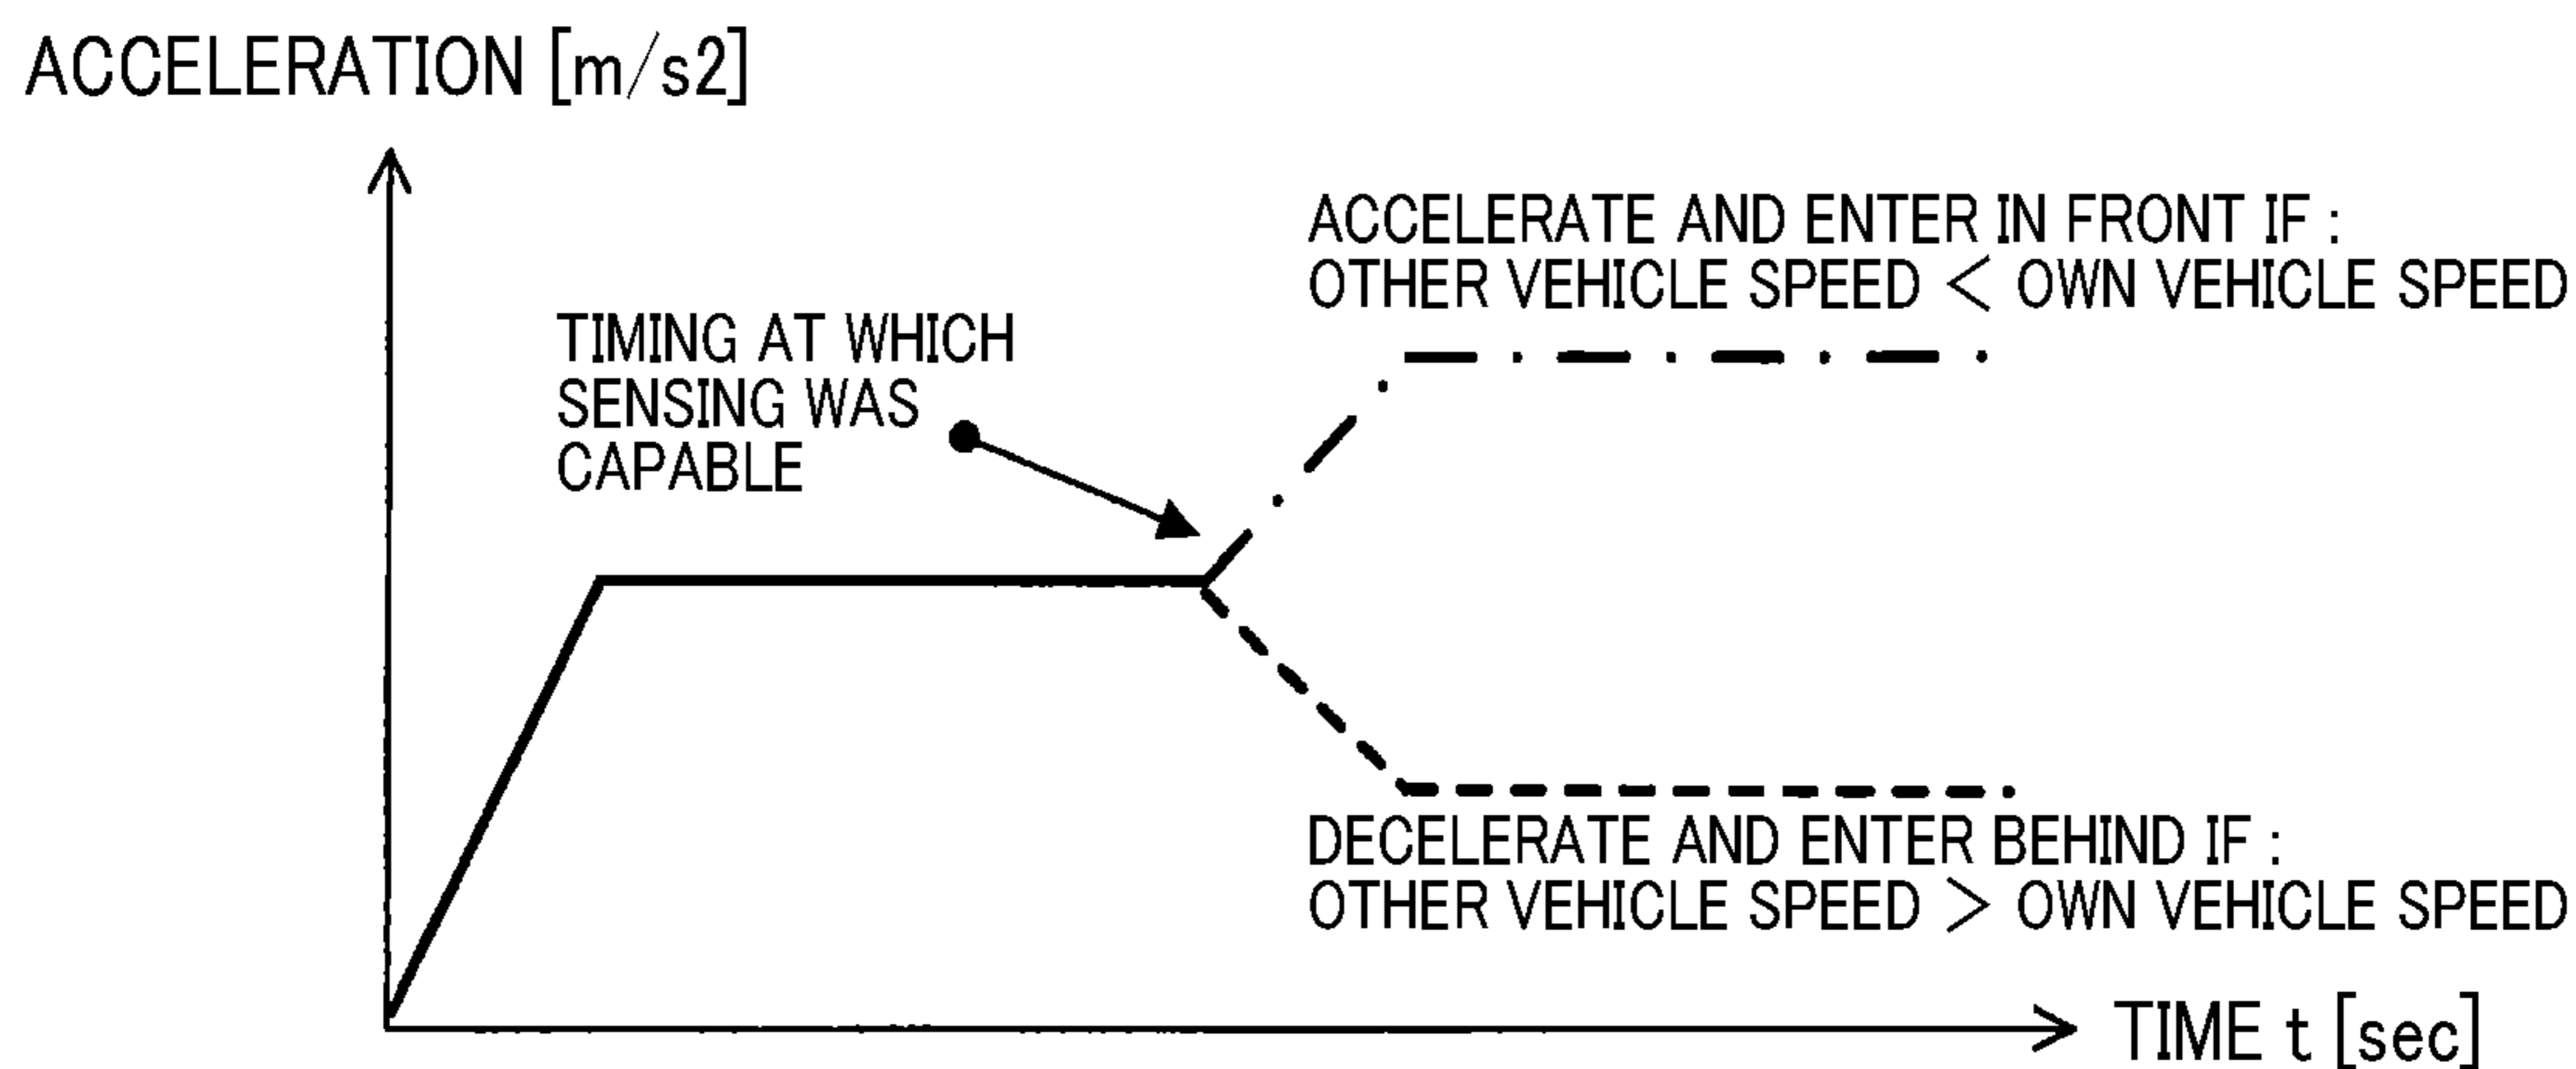 ACCELERATION [m/s2]
ACCELERATE AND ENTER IN FRONT IF :
OTHER VEHICLE SPEED < OWN VEHICLE SPEED
TIMING AT WHICH
SENSING WAS
CAPABLE
DECELERATE AND ENTER BEHIND IF :
OTHER VEHICLE SPEED > OWN VEHICLE SPEED
TIME t [sec]